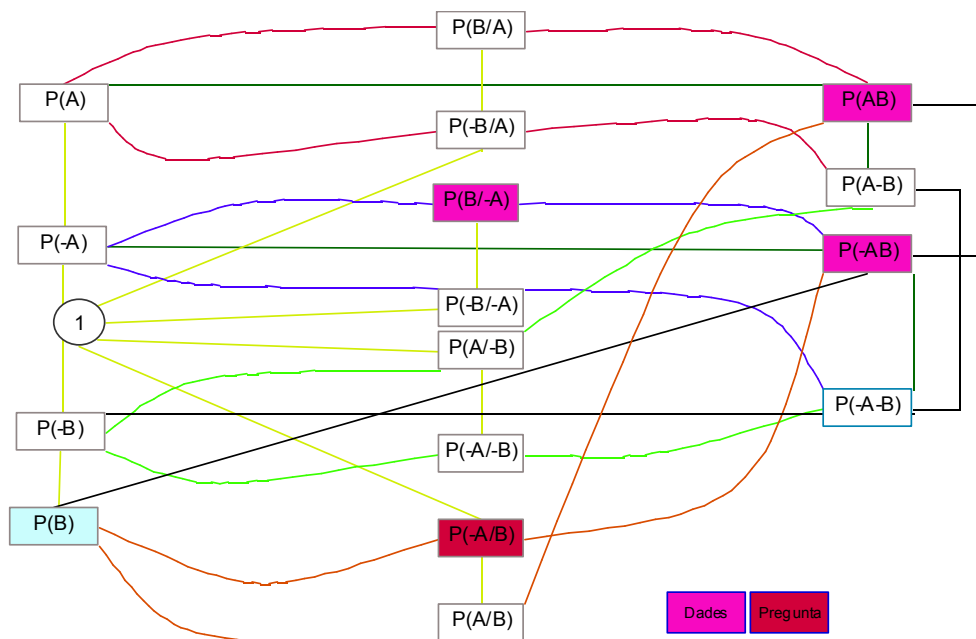 P(B/A)
P(A)
P(AB)
P(-B/A)
P(A-B)
P(B/-A)
P(-A)
P(-AB)
P(-B/-A)
1
P(A/-B)
P(-A-B)
P(-B)
P(-A/-B)
P(B)
P(-A/B)
P(A/B)
Dades
Pregunta